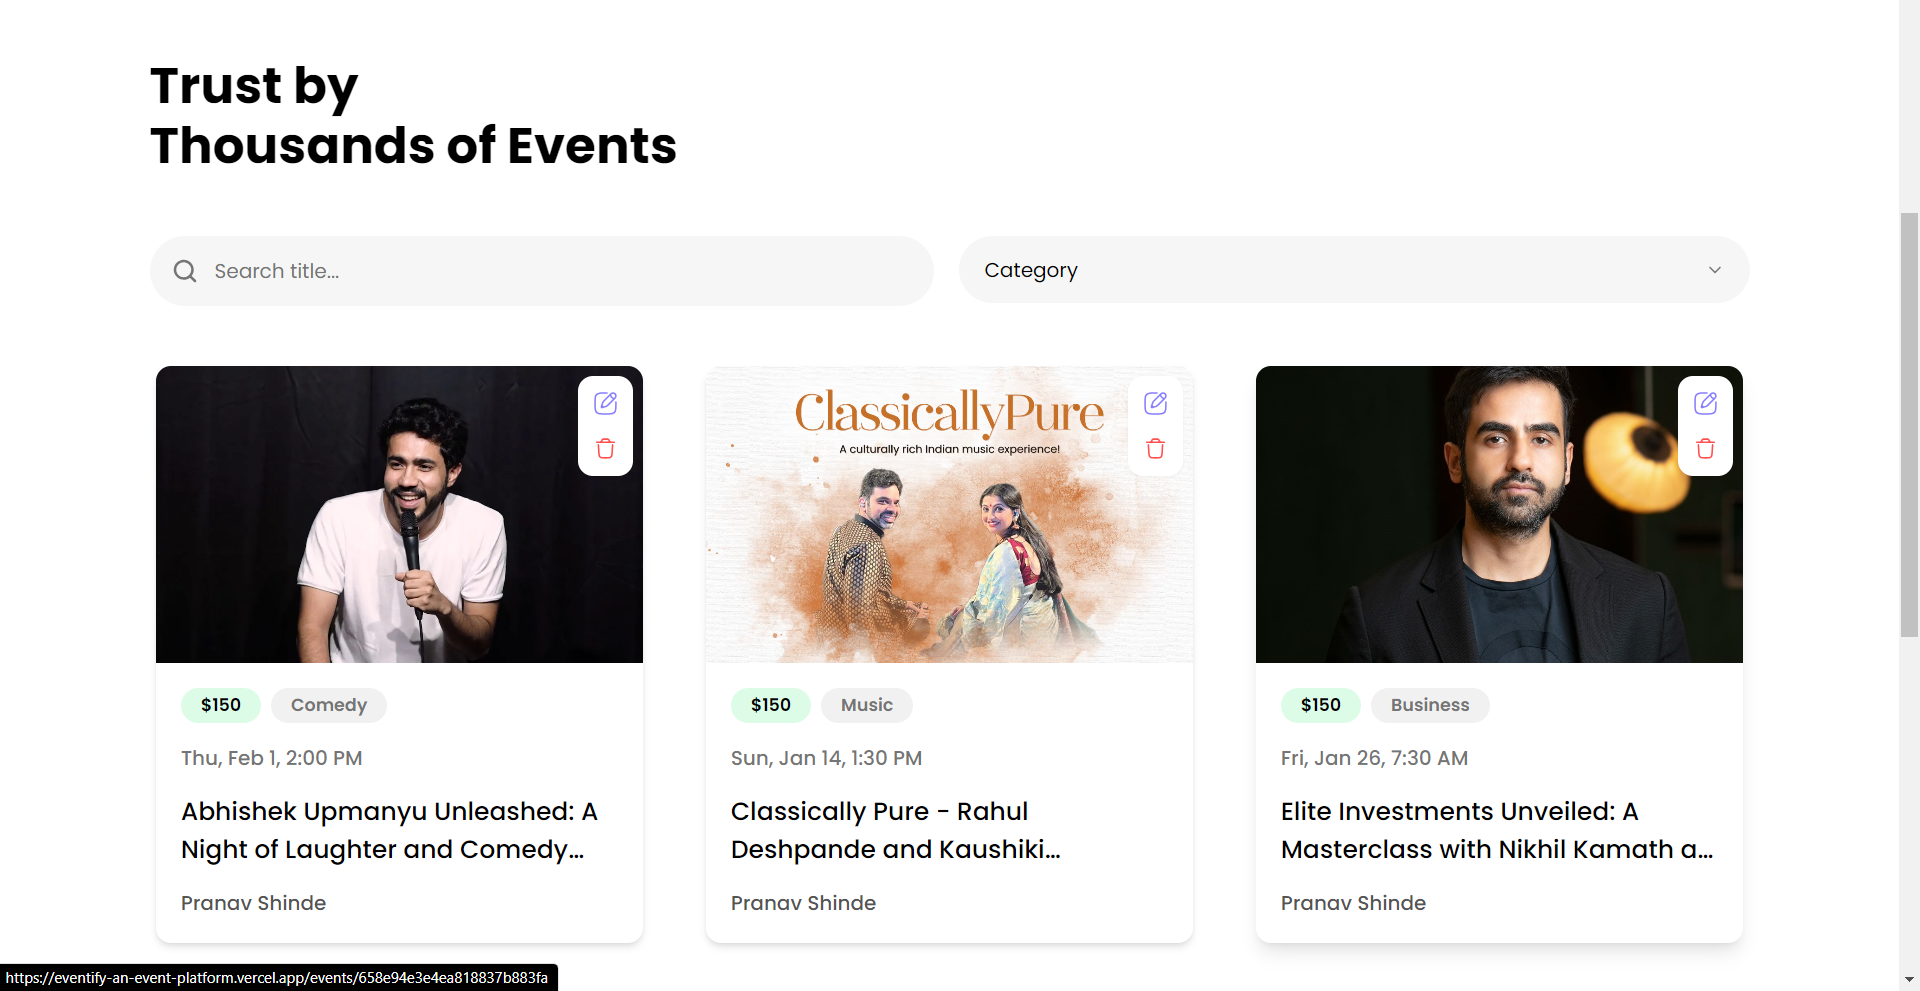 Trust by
Thousands of Events
Search title...
Category
ClassicallyPure
A culturally rich Indian music experience!
$150 Comedy
Thu, Feb 1, 2:00 PM
Abhishek Upmanyu Unleashed: A
Night of Laughter and Comedy...
Pranav Shinde
$150 Music
Sun, Jan 14, 1:30 PM
Classically Pure - Rahul
Deshpande and Kaushiki...
Pranav Shinde
$150 Business
Fri, Jan 26, 7:30 AM
Elite Investments Unveiled: A
Masterclass with Nikhil Kamath a...
Pranav Shinde
https://eventify-an-event-platform.vercel.app/events/658e94e3e4ea818837b883fa